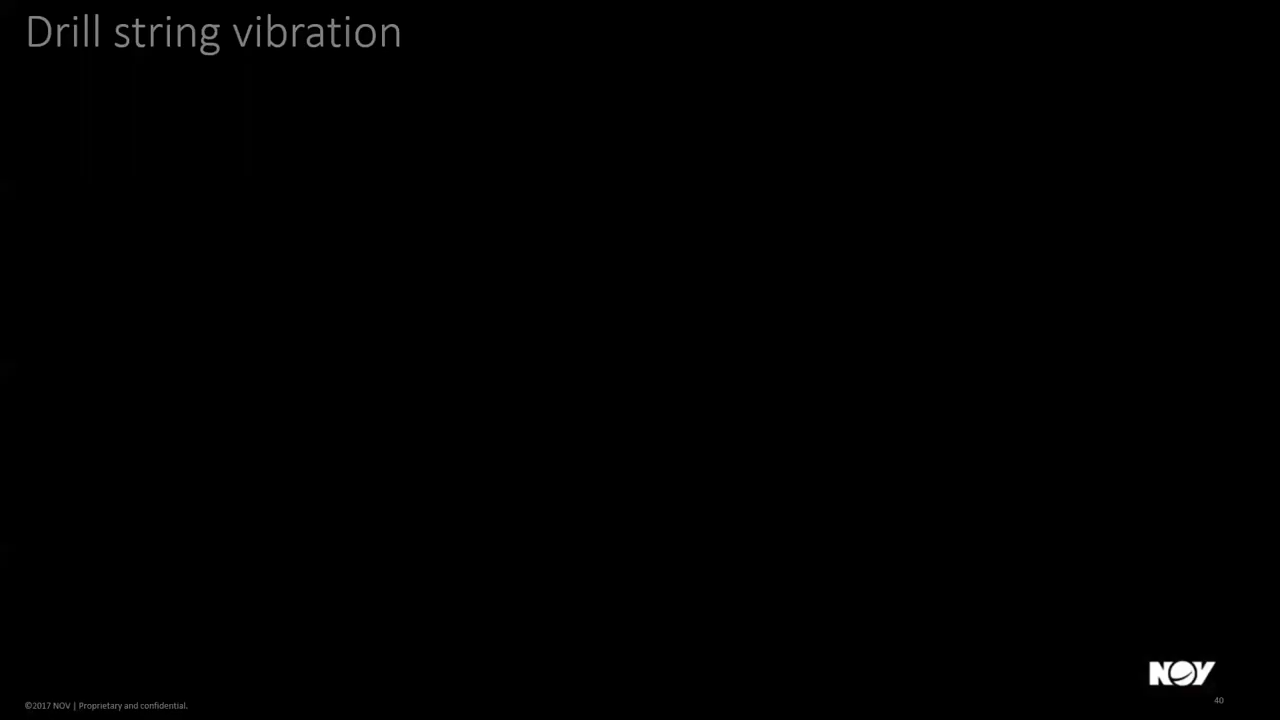 Drill string vibration
NOV
©2017 NOV | Proprietary and confidential.
40